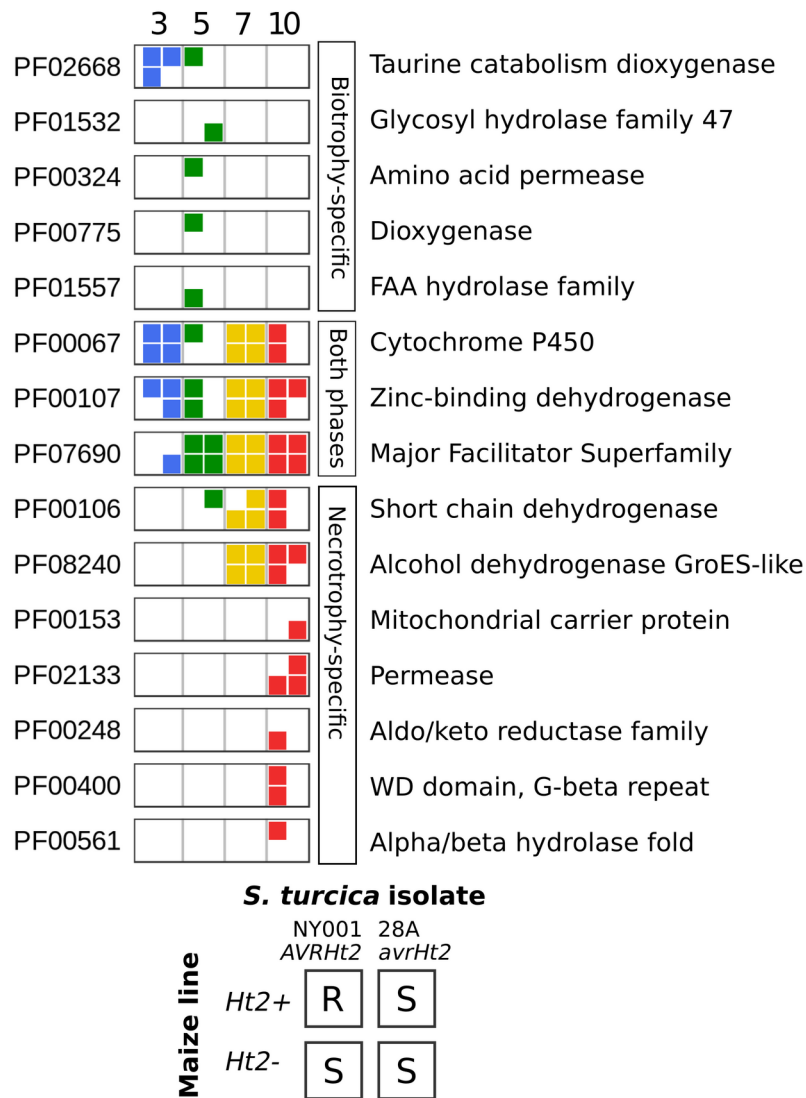 3 5 7 10
PF02668 Taurine catabolism dioxygenase
PF01532 Glycosyl hydrolase family 47
PF00324 Amino acid permease
PF00775 Dioxygenase
PF01557 FAA hydrolase family
Biotrophy-specific
PF00067 Cytochrome P450
PF00107 Zinc-binding dehydrogenase
PF07690 Major Facilitator Superfamily
Both phases
PF00106 Short chain dehydrogenase
PF08240 Alcohol dehydrogenase GroES-like
PF00153 Mitochondrial carrier protein
PF02133 Permease
PF00248 Aldo/keto reductase family
PF00400 WD domain, G-beta repeat
PF00561 Alpha/beta hydrolase fold
Necrotrophy-specific
S. turcica isolate
NY001 28A
AVRHt2 avrHt2
Maize line
Ht2+ R S
Ht2- S S